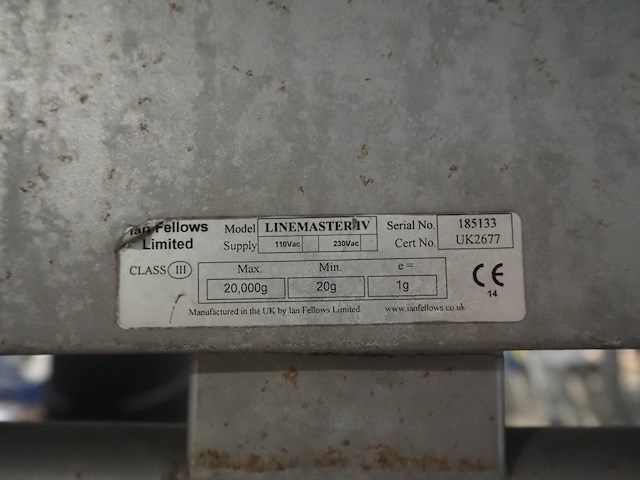 Ian Fellows Limited
Model LINEMASTER IV Serial No. 185133
Supply 110Vac 230Vac Cert No. UK2677
CLASS III
Max. Min. e =
20,000g 20g 1g
CE
14
Manufactured in the UK by Ian Fellows Limited www.ianfellows.co.uk